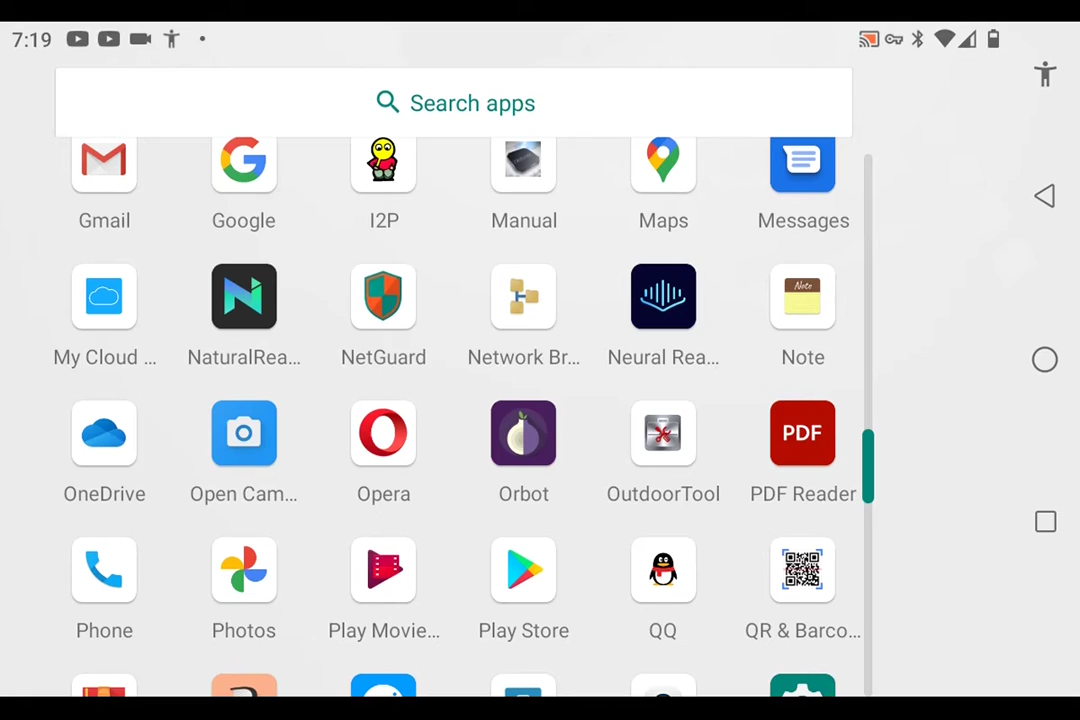 7:19
Search apps
Gmail Google I2P Manual Maps Messages
Note
My Cloud ... NaturalRea... NetGuard Network Br... Neural Rea... Note
PDF
OneDrive Open Cam... Opera Orbot OutdoorTool PDF Reader
Phone Photos Play Movie... Play Store QQ QR & Barco...